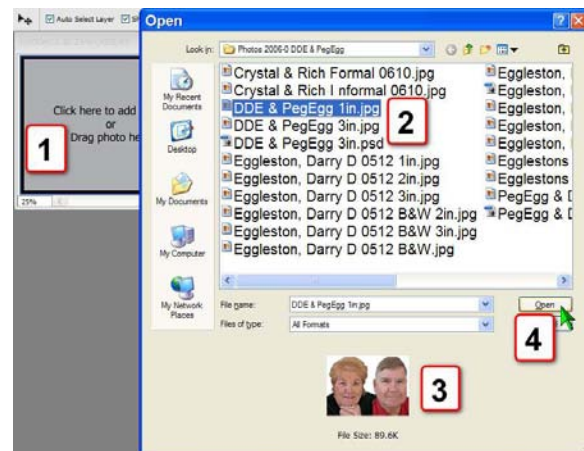 Auto Select Layer
Open
Look in: Photos 2006-0 DDE & PegEgg
Click here to add
or
Drag photo he
1
25%
My Recent
Documents
Desktop
My Documents
My Computer
My Network
Places
Crystal & Rich Formal 0610.jpg
Crystal & Rich I nformal 0610.jpg
DDE & PegEgg 1in.jpg
2
DDE & PegEgg 3in.jpg
DDE & PegEgg 3in.psd
Eggleston, Darry D 0512 1in.jpg
Eggleston, Darry D 0512 2in.jpg
Eggleston, Darry D 0512 3in.jpg
Eggleston, Darry D 0512 B&W 2in.jpg
Eggleston, Darry D 0512 B&W 3in.jpg
Eggleston, Darry D 0512 B&W.jpg
Eggleston,
Eggleston,
Eggleston,
Eggleston,
Eggleston,
Egglestons
Egglestons
PegEgg & D
PegEgg & D
File name: DDE & PegEgg 1in.jpg
Open
Files of type: All Formats
4
3
File Size: 89.6K